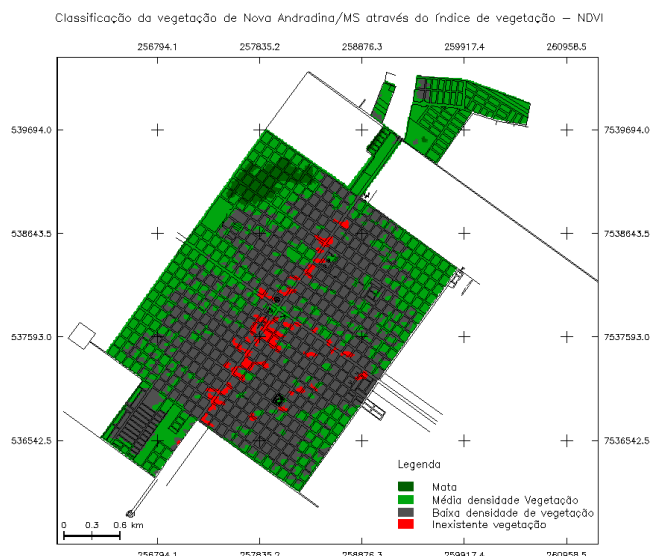 Classificação da vegetação de Nova Andradina/MS através do índice de vegetação – NDVI
256794.1 257835.2 258876.3 259917.4 260958.5
539694.0 7539694.0
538643.5 7538643.5
537593.0 7537593.0
536542.5 7536542.5
Legenda
Mata
Média densidade Vegetação
Baixa densidade de vegetação
Inexistente vegetação
0 0.3 0.6 km
256794.1 257835.2 258876.3 259917.4 260958.5